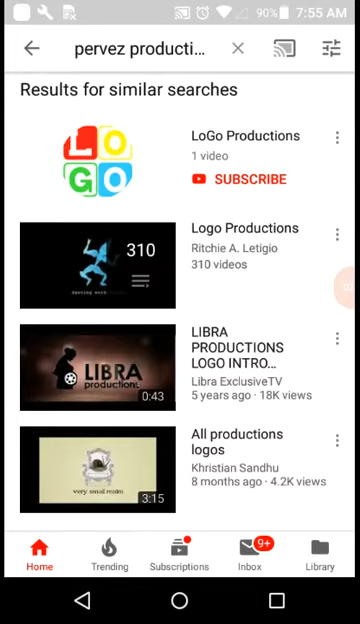 90% 7:55 AM
pervez producti...
Results for similar searches
LOGO
LoGo Productions
1 video
SUBSCRIBE
310
Logo Productions
Ritchie A. Letigio
310 videos
LIBRA
productions
0:43
LIBRA
PRODUCTIONS
LOGO INTRO...
Libra ExclusiveTV
5 years ago · 18K views
very small realm
3:15
All productions
logos
Khristian Sandhu
8 months ago · 4.2K views
9+
Home Trending Subscriptions Inbox Library